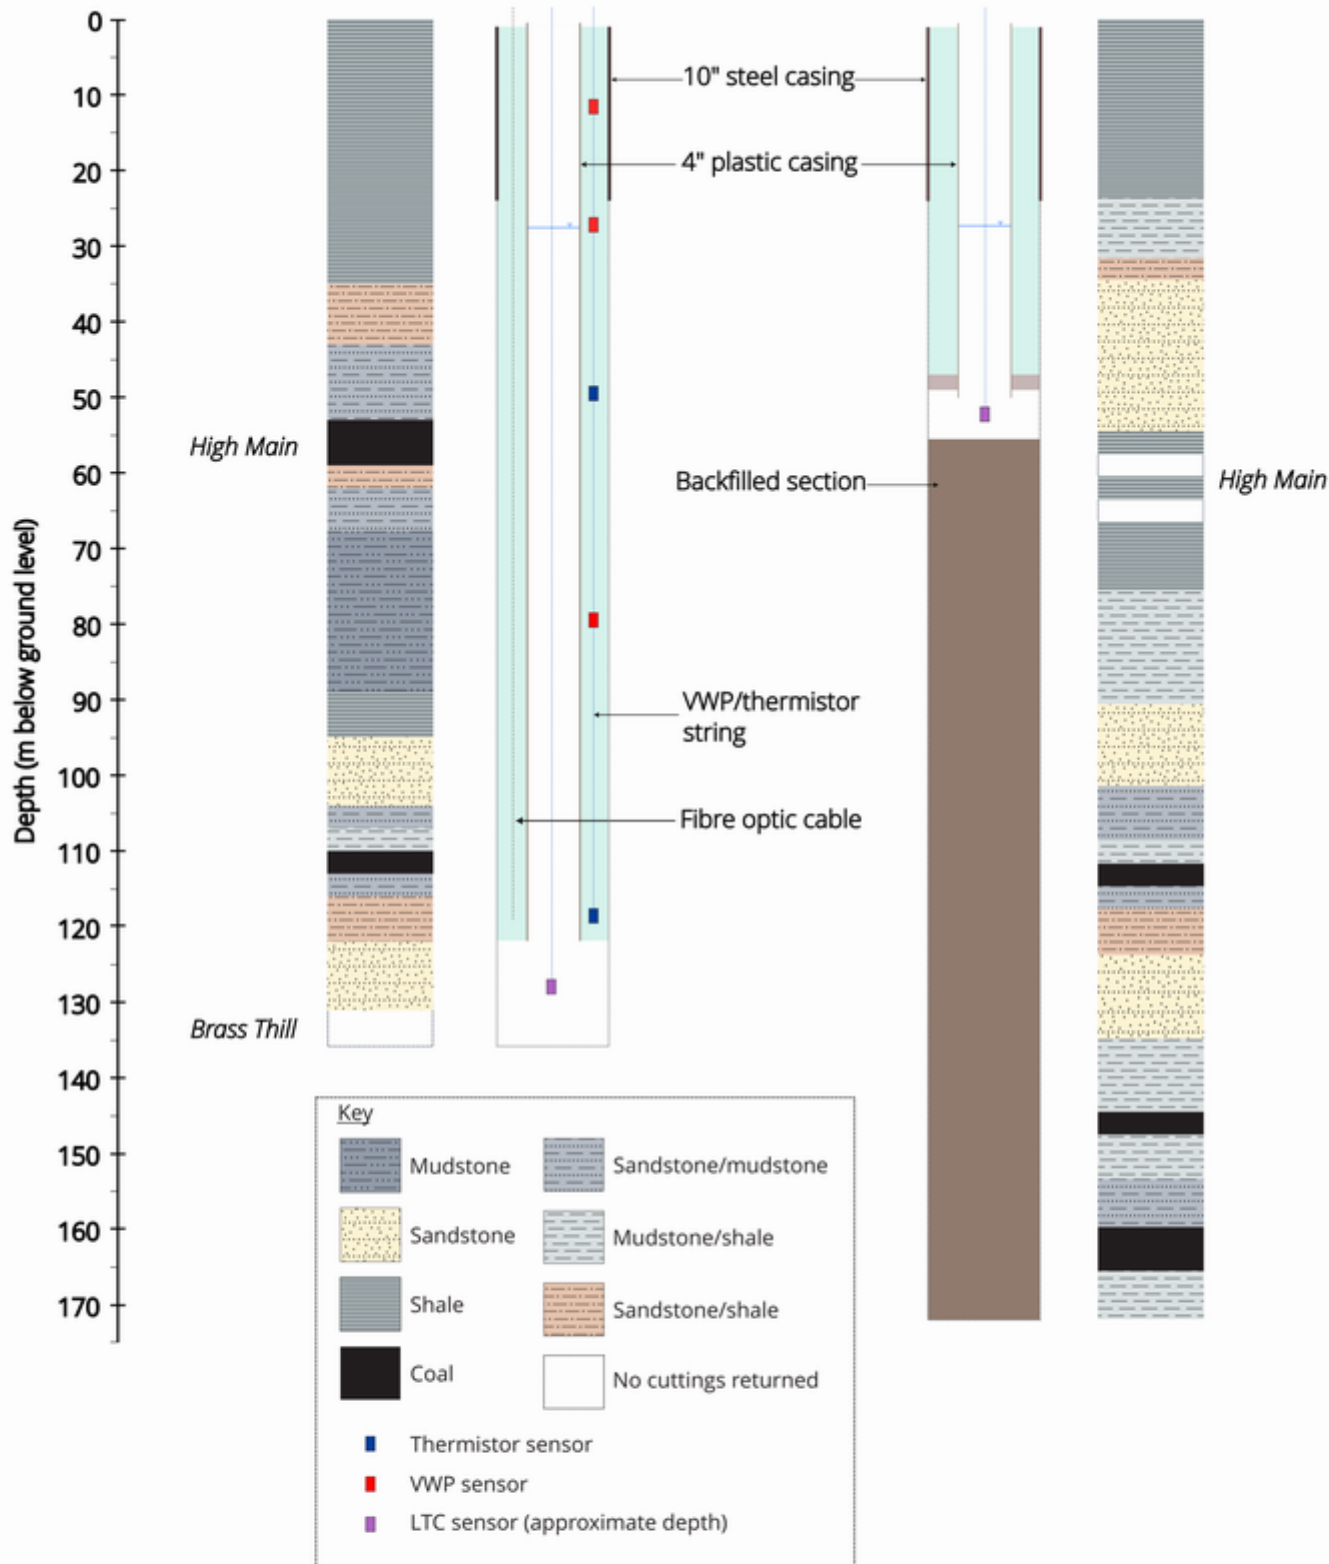 0
10
20
30
40
50
60
70
80
90
100
110
120
130
140
150
160
170
Depth (m below ground level)
High Main
Brass Thill
10" steel casing
4" plastic casing
Backfilled section
VWP/thermistor
string
Fibre optic cable
High Main
Key
Mudstone
Sandstone/mudstone
Sandstone
Mudstone/shale
Shale
Sandstone/shale
Coal
No cuttings returned
Thermistor sensor
VWP sensor
LTC sensor (approximate depth)